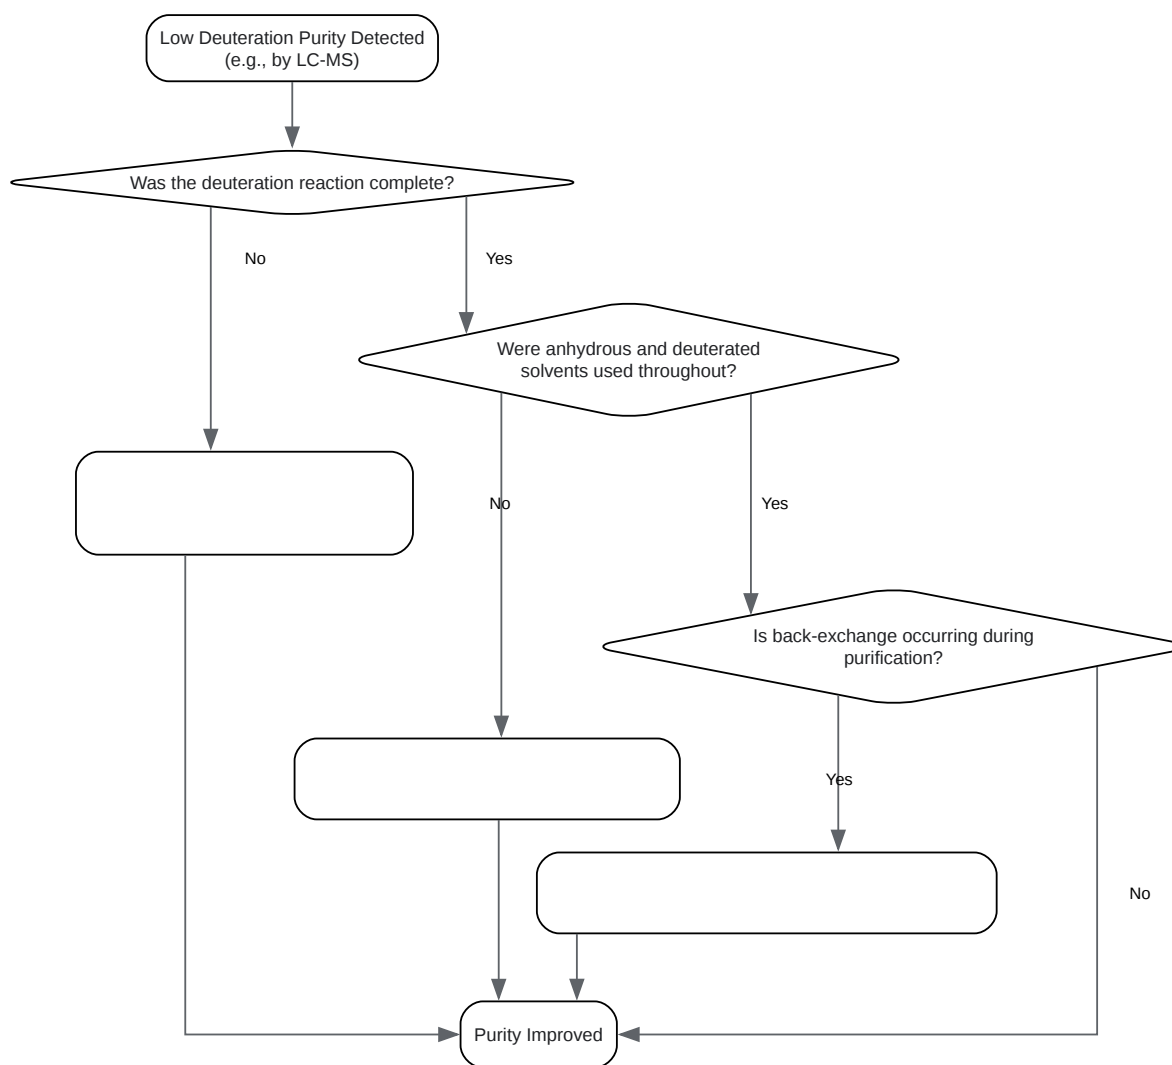 Low Deuteration Purity Detected
(e.g., by LC-MS)
Was the deuteration reaction complete?
No
Yes
Were anhydrous and deuterated
solvents used throughout?
No
Yes
Is back-exchange occurring during
purification?
Yes
No
Purity Improved